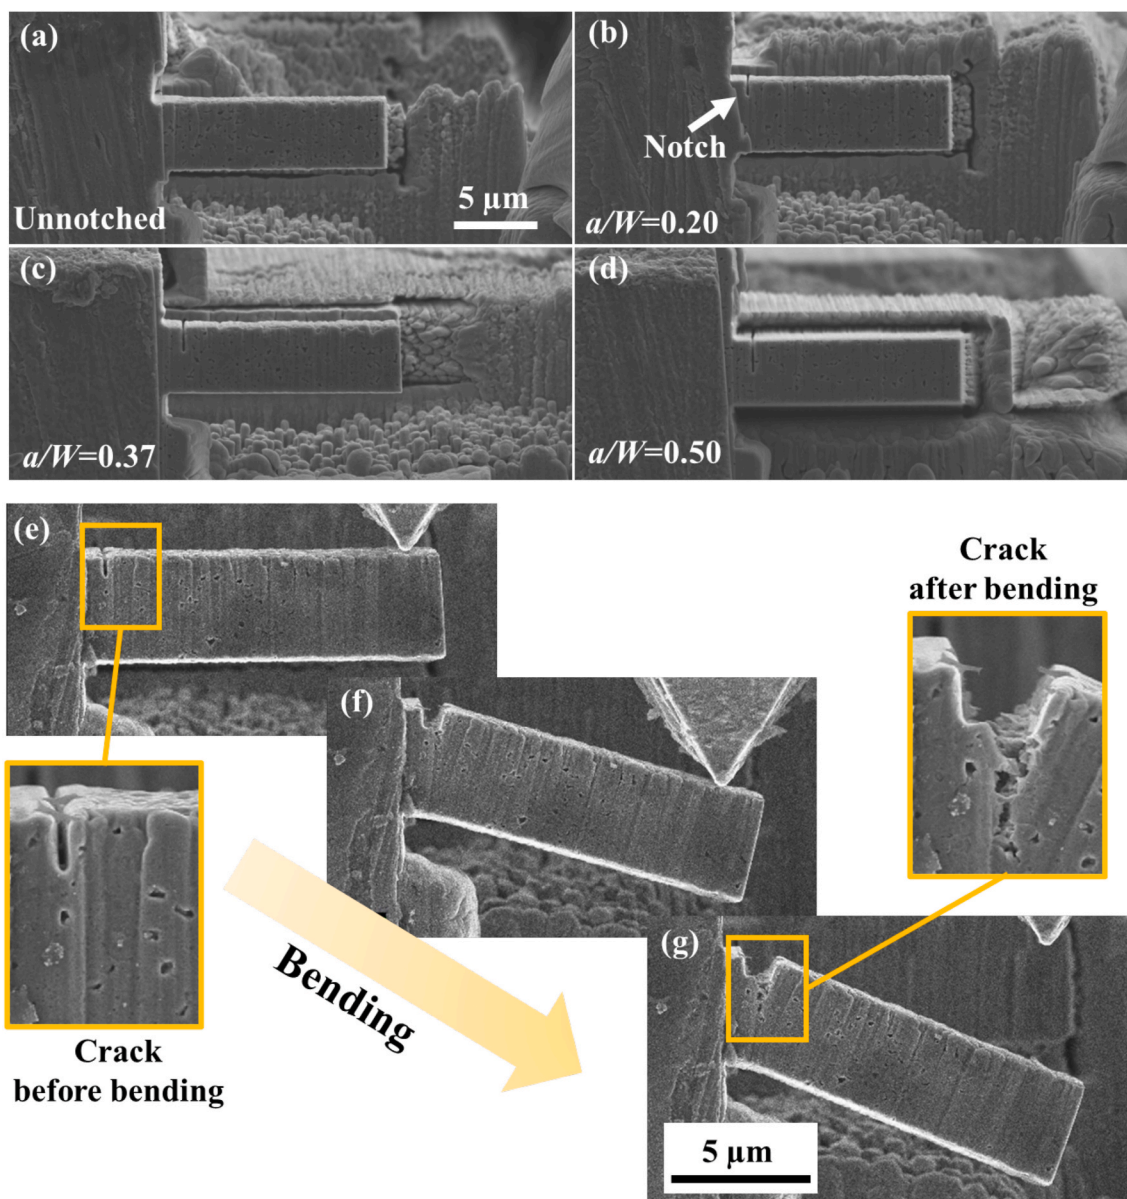 (a)
Unnotched
5 µm
(b)
Notch
a/W=0.20
(c)
a/W=0.37
(d)
a/W=0.50
(e)
Crack
before bending
(f)
Bending
Crack
after bending
(g)
5 µm